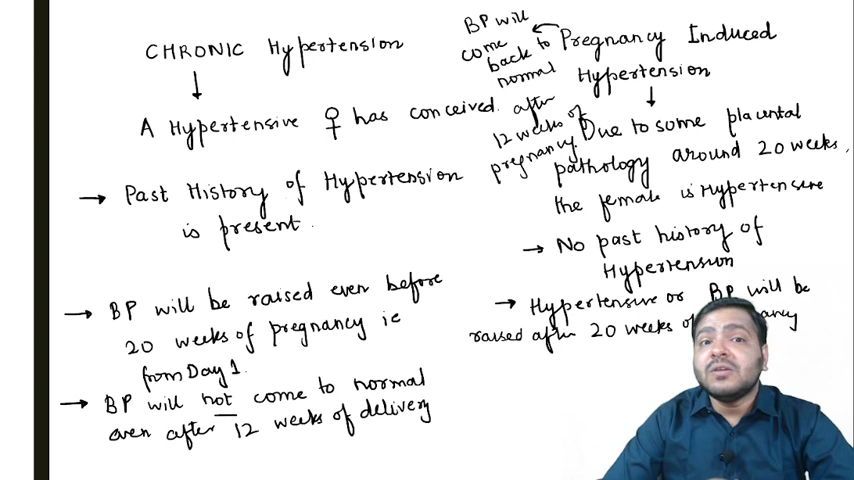 CHRONIC Hypertension
A Hypertensive ♀ has conceived.
→ Past History of Hypertension
is present.
→ BP will be raised even before
20 weeks of pregnancy ie
from Day 1.
→ BP will not come to normal
even after 12 weeks of delivery
BP will
come
back to
normal
after
12 weeks of
pregnancy.
Pregnancy Induced
Hypertension
Due to some placental
pathology around 20 weeks,
the female is Hypertensive
→ No past history of
Hypertension
→ Hypertensive or BP will be
raised after 20 weeks of